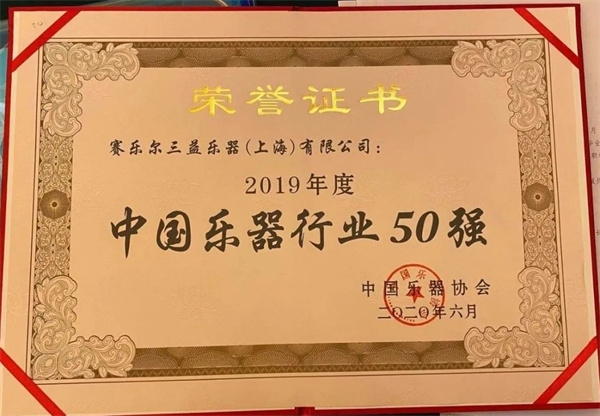 荣誉证书
赛乐尔三益乐器(上海)有限公司:
2019年度
中国乐器行业50强
中国乐器协会
二〇二〇年六月